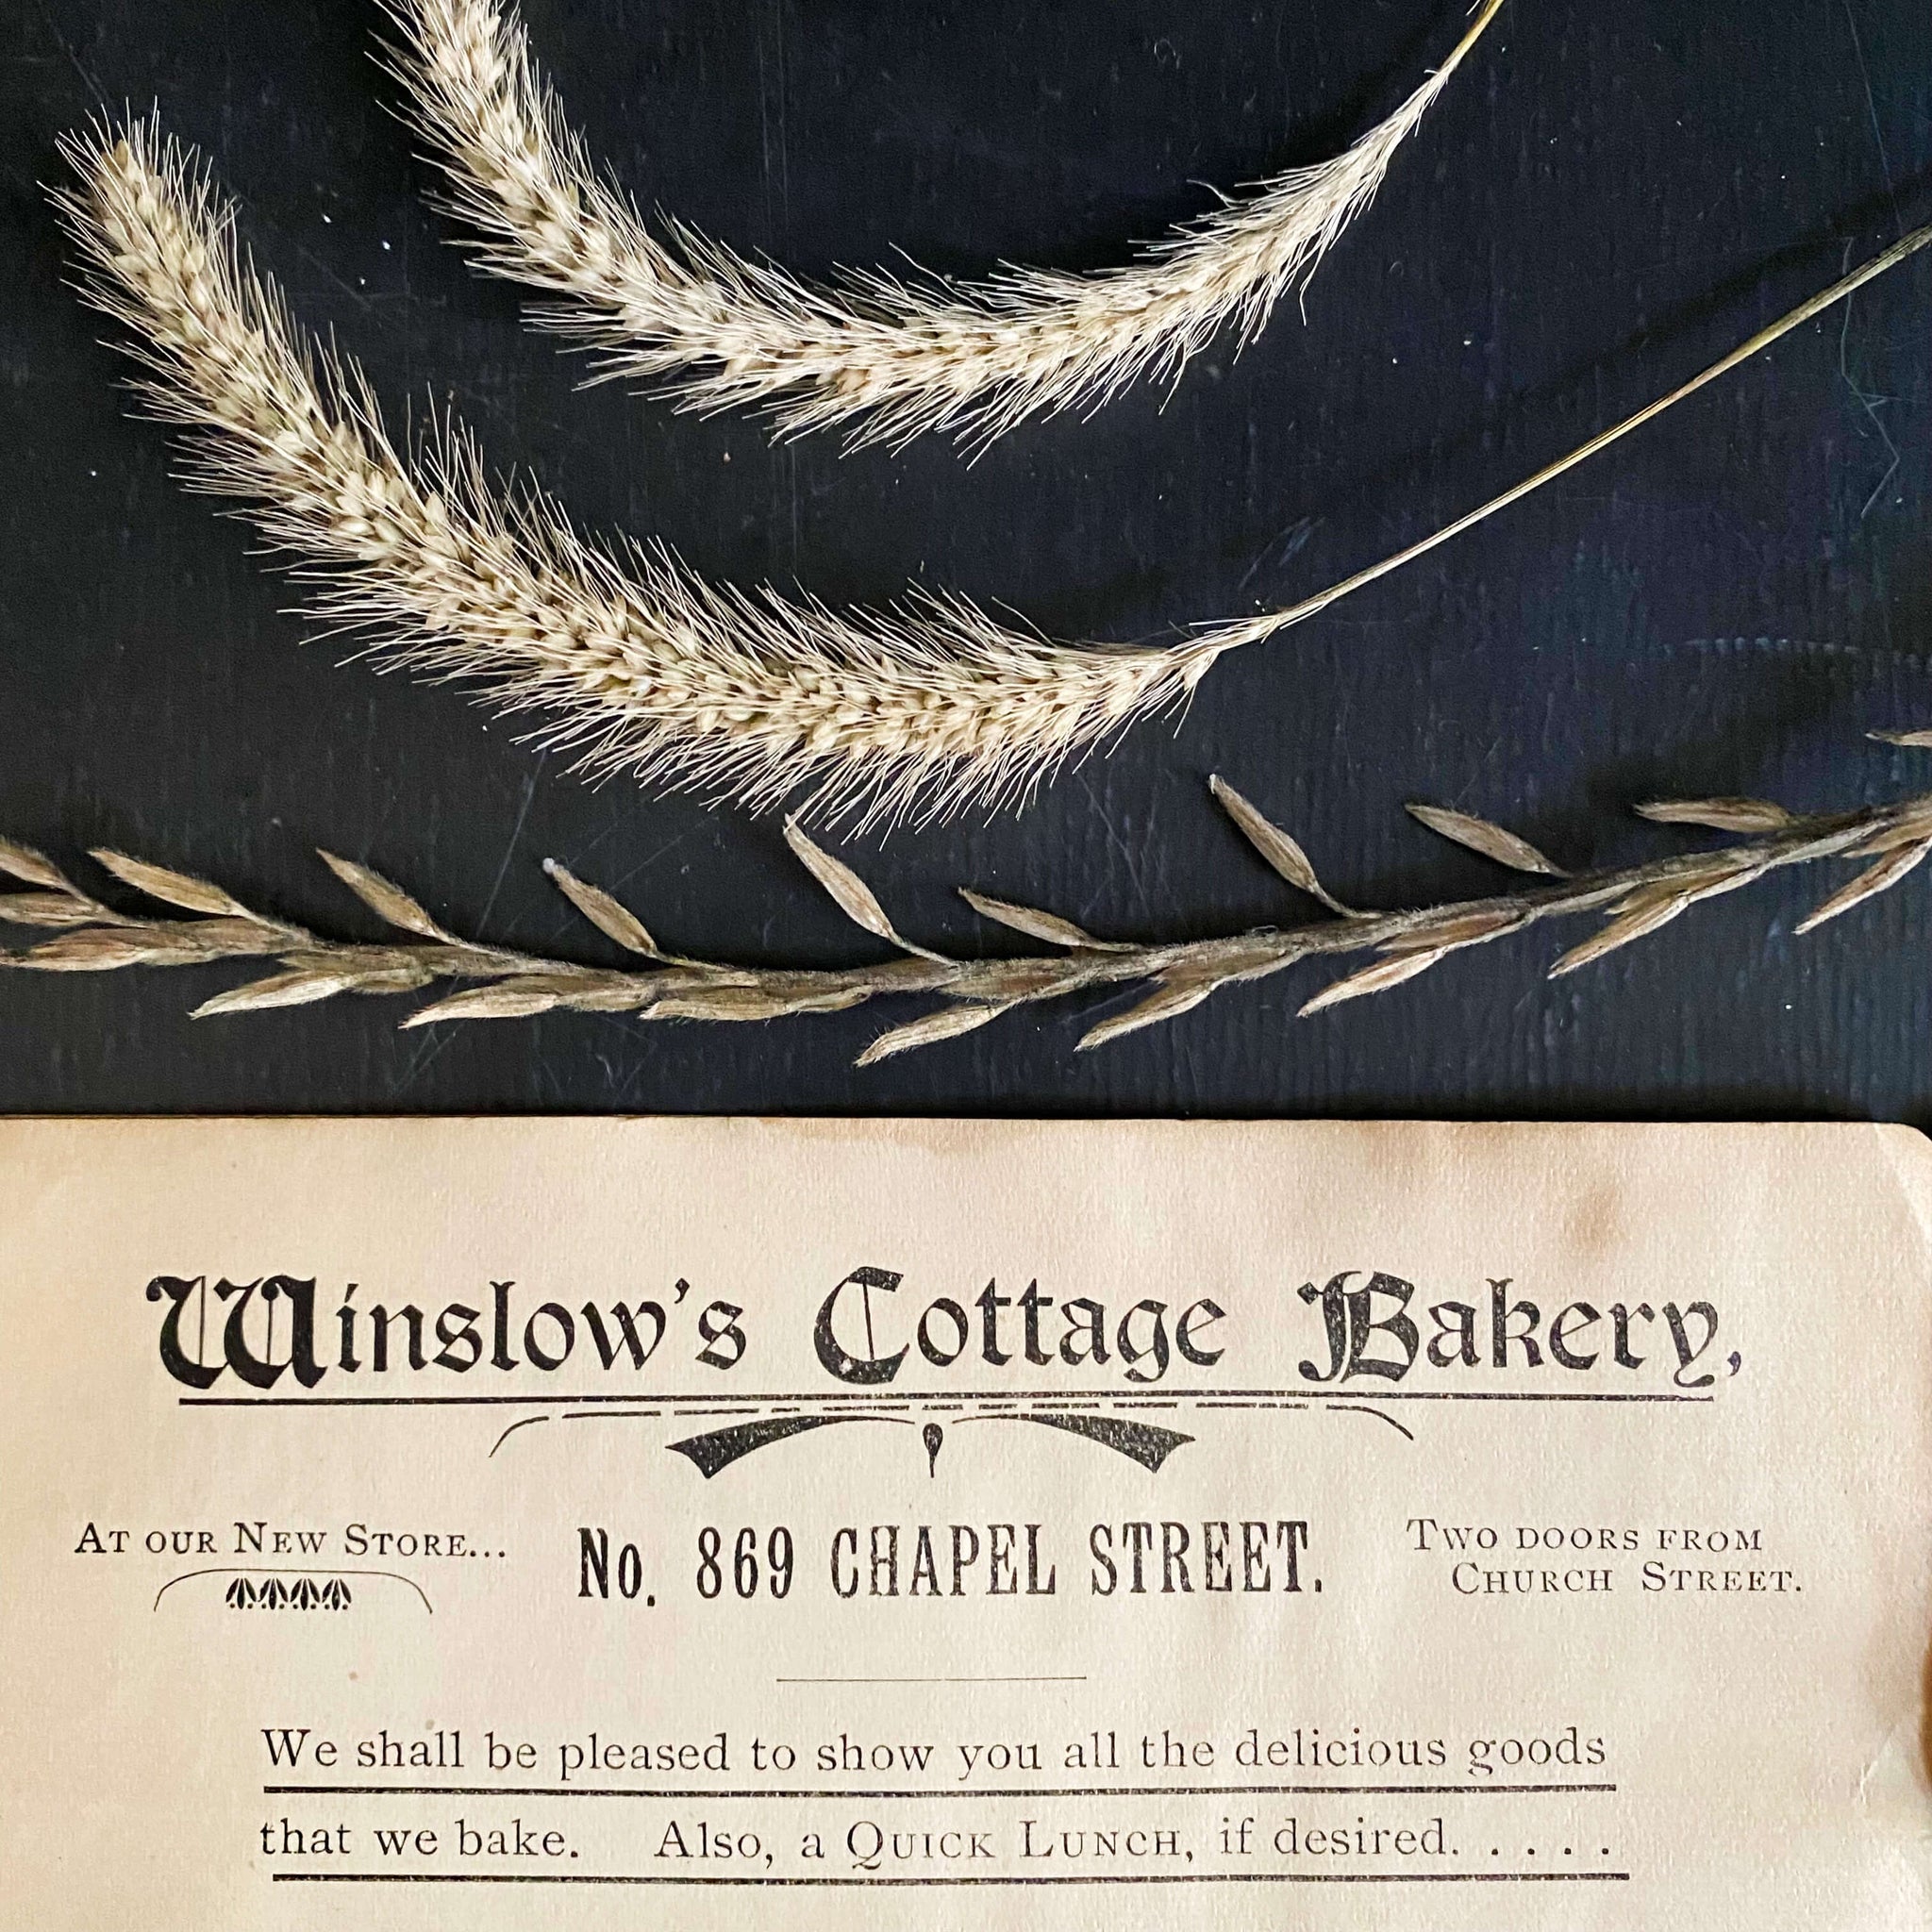 Winslow's Cottage Bakery,
At our New Store...
No. 869 CHAPEL STREET.
Two doors from
Church Street.
We shall be pleased to show you all the delicious goods
that we bake. Also, a Quick Lunch, if desired. . . . .